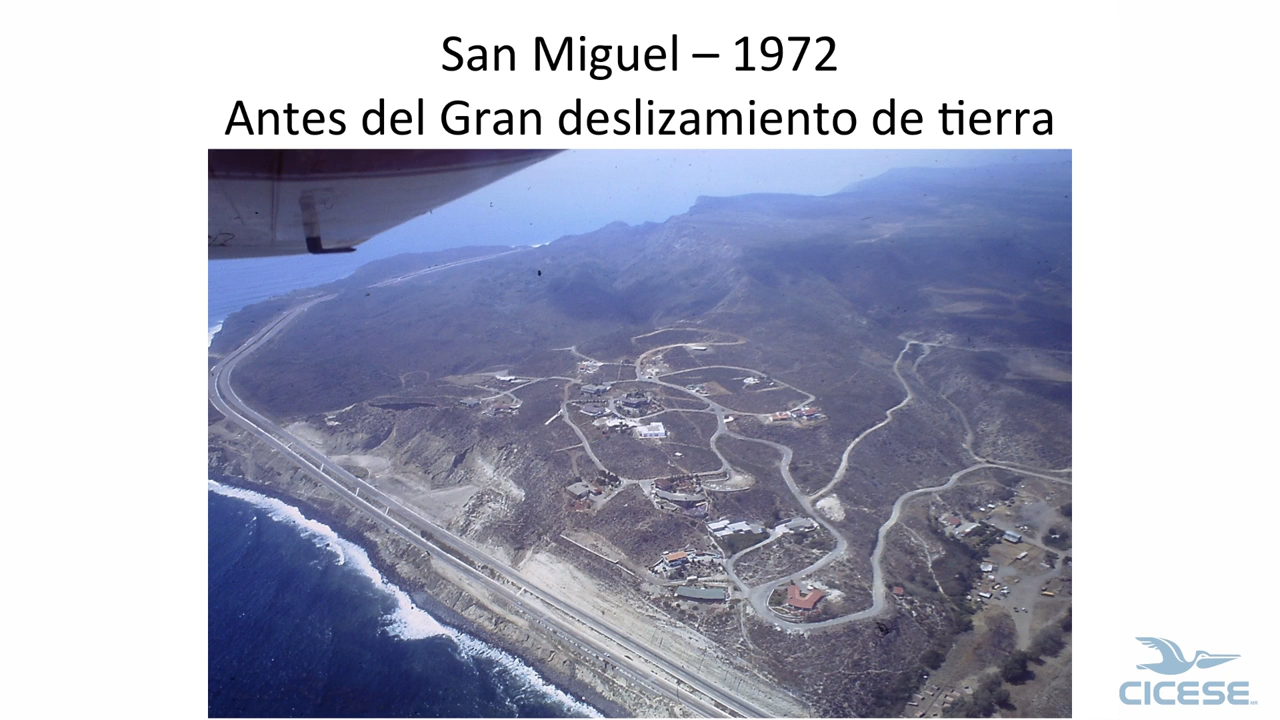 San Miguel – 1972
Antes del Gran deslizamiento de tierra
CICESE